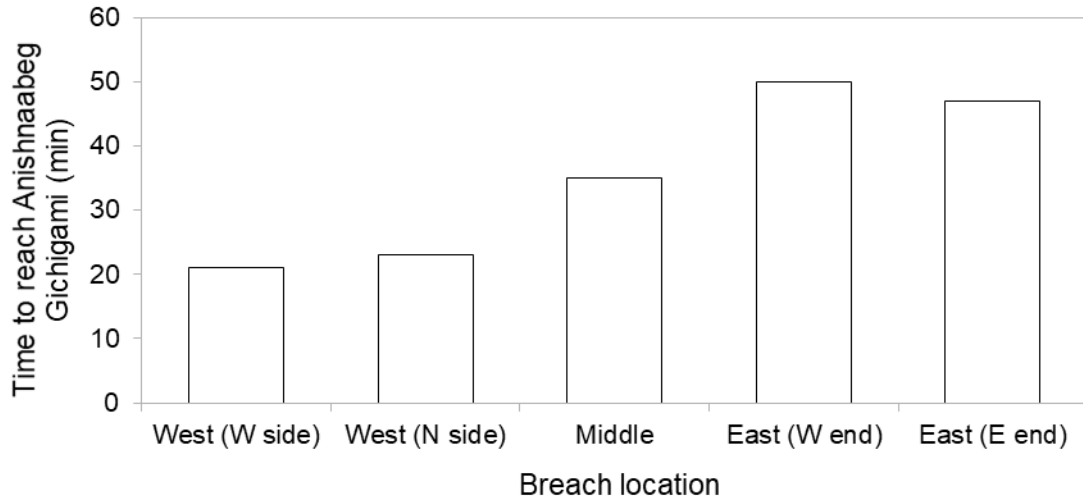 Time to reach Anishnaabeg
Gichigami (min)
60
50
40
30
20
10
0
West (W side) West (N side) Middle East (W end) East (E end)
Breach location